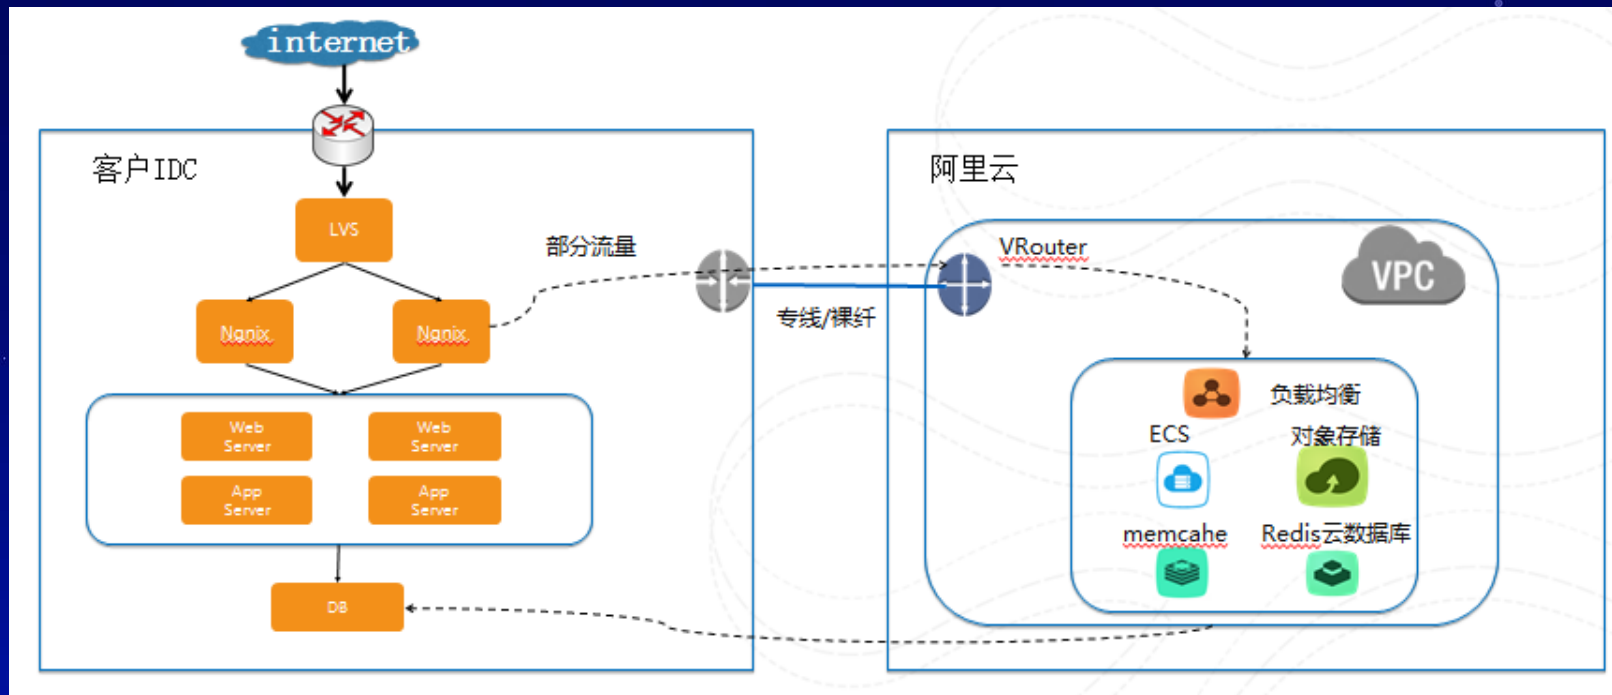 internet
客户IDC
阿里云
LVS
部分流量
VRouter
VPC
专线/裸纤
Ngnix
Ngnix
负载均衡
Web
Server
Web
Server
ECS
对象存储
App
Server
App
Server
memcahe
Redis云数据库
DB